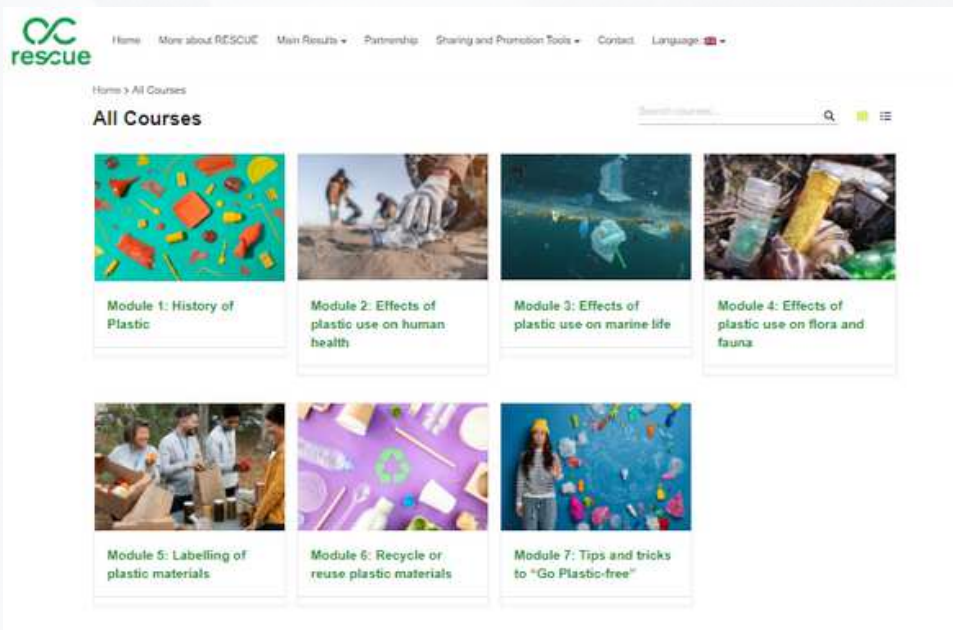 rescue
Home More about RESCUE Main Results Partnership Sharing and Promotion Tools Contact Language:
Home > All Courses
All Courses
Search courses...
Module 1: History of
Plastic
Module 2: Effects of
plastic use on human
health
Module 3: Effects of
plastic use on marine life
Module 4: Effects of
plastic use on flora and
fauna
Module 5: Labelling of
plastic materials
Module 6: Recycle or
reuse plastic materials
Module 7: Tips and tricks
to "Go Plastic-free"